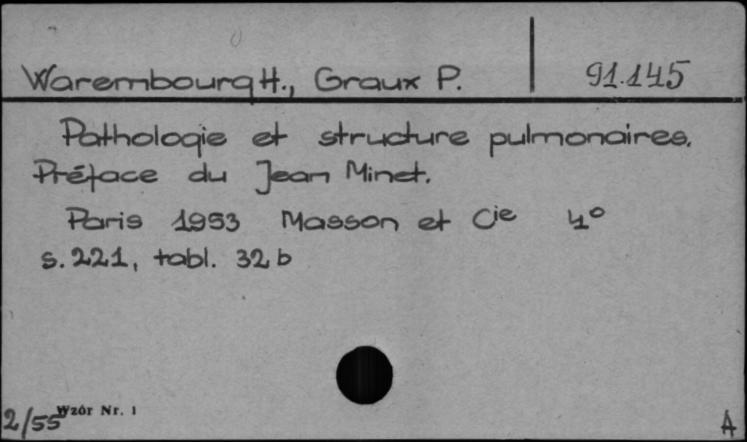 Warembourg H., Graux P. 91.145
Pathologie et structure pulmonaires.
Préface du Jean Minet.
Paris 1953 Masson et Cie 4°
s. 221, tabl. 32 b
2/55 Wzór Nr. 1
A